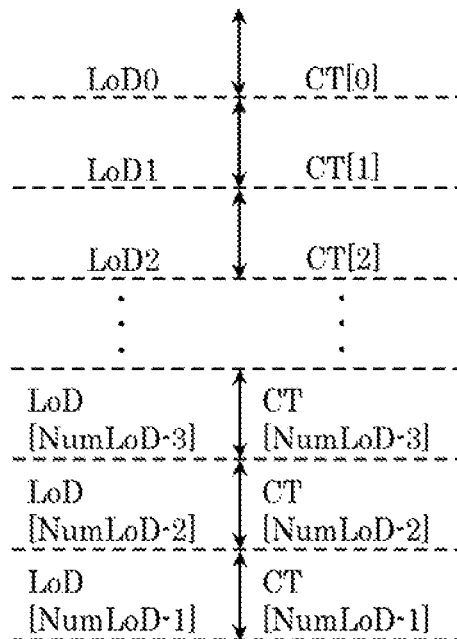 LoD0 CT[0]
LoD1 CT[1]
LoD2 CT[2]
LoD CT
[NumLoD-3] [NumLoD-3]
LoD CT
[NumLoD-2] [NumLoD-2]
LoD CT
[NumLoD-1] [NumLoD-1]